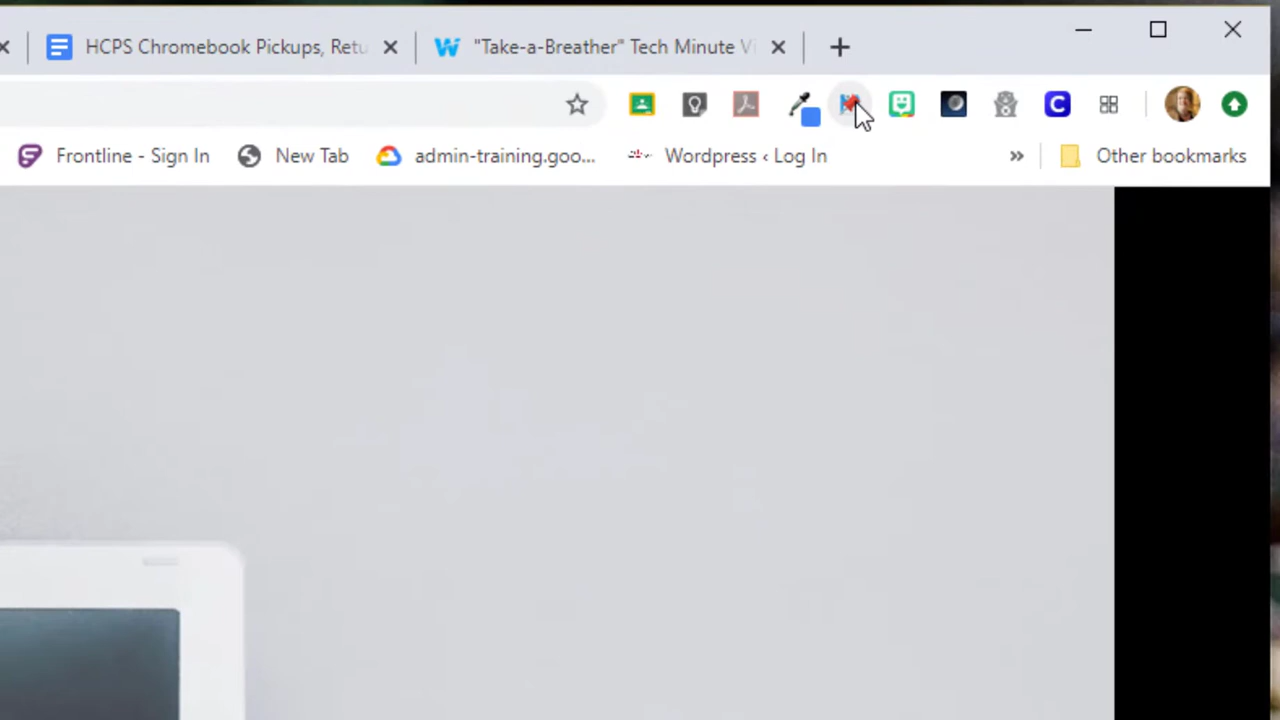 HCPS Chromebook Pickups, Retu
"Take-a-Breather" Tech Minute Vi
Frontline - Sign In
New Tab
admin-training.goo...
Wordpress ‹ Log In
»
Other bookmarks